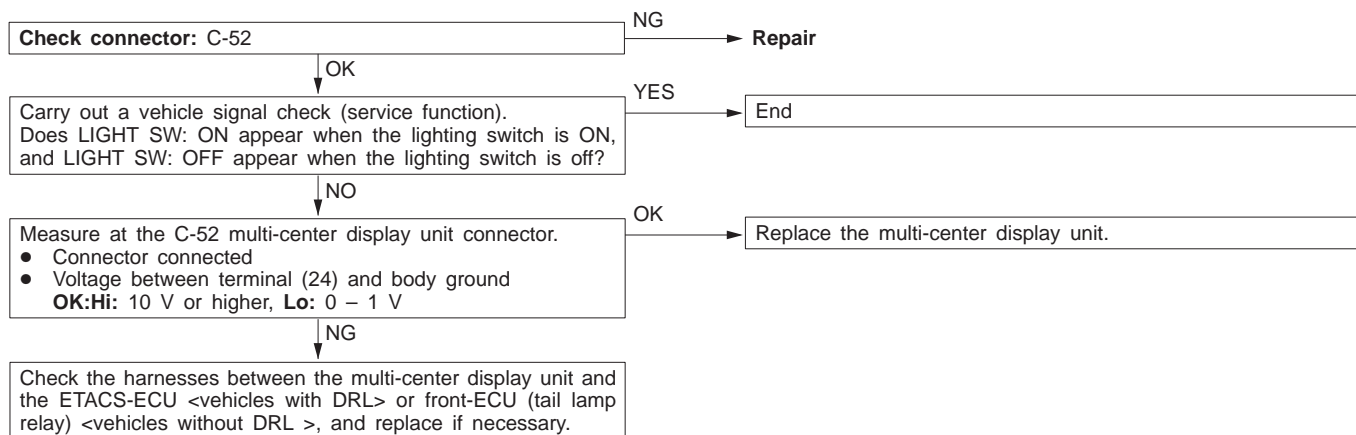 Check connector: C-52
NG
Repair
OK
Carry out a vehicle signal check (service function).
Does LIGHT SW: ON appear when the lighting switch is ON,
and LIGHT SW: OFF appear when the lighting switch is off?
YES
End
NO
Measure at the C-52 multi-center display unit connector.
● Connector connected
● Voltage between terminal (24) and body ground
OK:Hi: 10 V or higher, Lo: 0 – 1 V
OK
Replace the multi-center display unit.
NG
Check the harnesses between the multi-center display unit and
the ETACS-ECU <vehicles with DRL> or front-ECU (tail lamp
relay) <vehicles without DRL >, and replace if necessary.